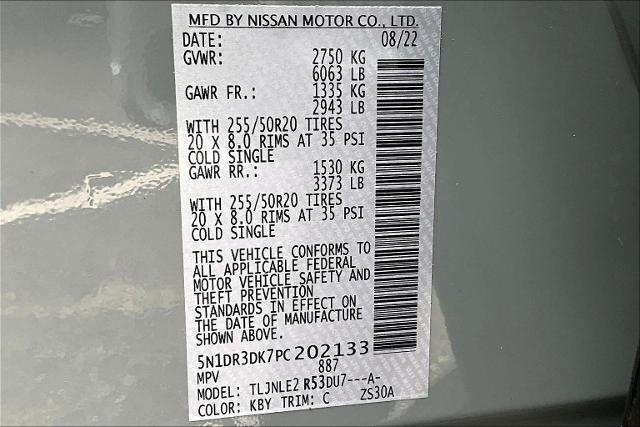 MFD BY NISSAN MOTOR CO., LTD.
DATE: 08/22
GVWR: 2750 KG
6063 LB
GAWR FR.: 1335 KG
2943 LB
WITH 255/50R20 TIRES
20 X 8.0 RIMS AT 35 PSI
COLD SINGLE
GAWR RR.: 1530 KG
3373 LB
WITH 255/50R20 TIRES
20 X 8.0 RIMS AT 35 PSI
COLD SINGLE
THIS VEHICLE CONFORMS TO
ALL APPLICABLE FEDERAL
MOTOR VEHICLE SAFETY AND
THEFT PREVENTION
STANDARDS IN EFFECT ON
THE DATE OF MANUFACTURE
SHOWN ABOVE.
5N1DR3DK7PC202133
MPV 887
MODEL: TLJNLE2 R53DU7---A-
COLOR: KBY TRIM: C ZS30A